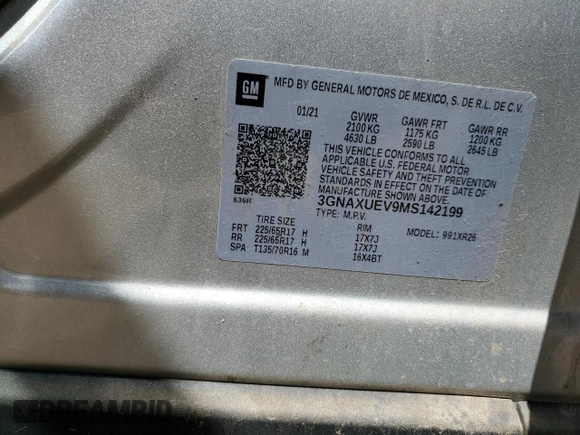 GM
MFD BY GENERAL MOTORS DE MEXICO, S. DE R.L. DE C.V.
01/21 GVWR GAWR FRT GAWR RR
2100 KG 1175 KG 1200 KG
4630 LB 2590 LB 2645 LB
THIS VEHICLE CONFORMS TO ALL
APPLICABLE U.S. FEDERAL MOTOR
VEHICLE SAFETY AND THEFT PREVENTION
STANDARDS IN EFFECT ON THE DATE OF
MANUFACTURE SHOWN ABOVE.
636R 3GNAXUEV9MS142199
TYPE: M.P.V. MODEL: 991XR26
TIRE SIZE RIM
FRT 225/65R17 H 17X7J
RR 225/65R17 H 17X7J
SPA T135/70R16 M 16X4BT
DREAMBID